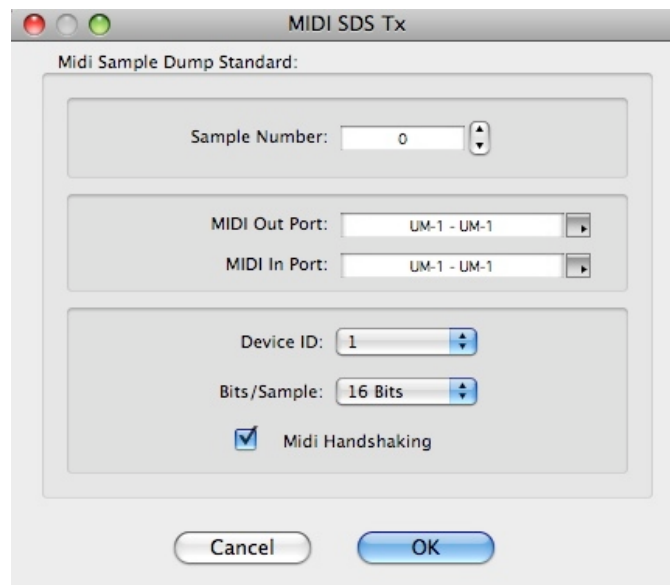 MIDI SDS Tx
Midi Sample Dump Standard:
Sample Number: 0
MIDI Out Port: UM-1 - UM-1
MIDI In Port: UM-1 - UM-1
Device ID: 1
Bits/Sample: 16 Bits
Midi Handshaking
Cancel OK